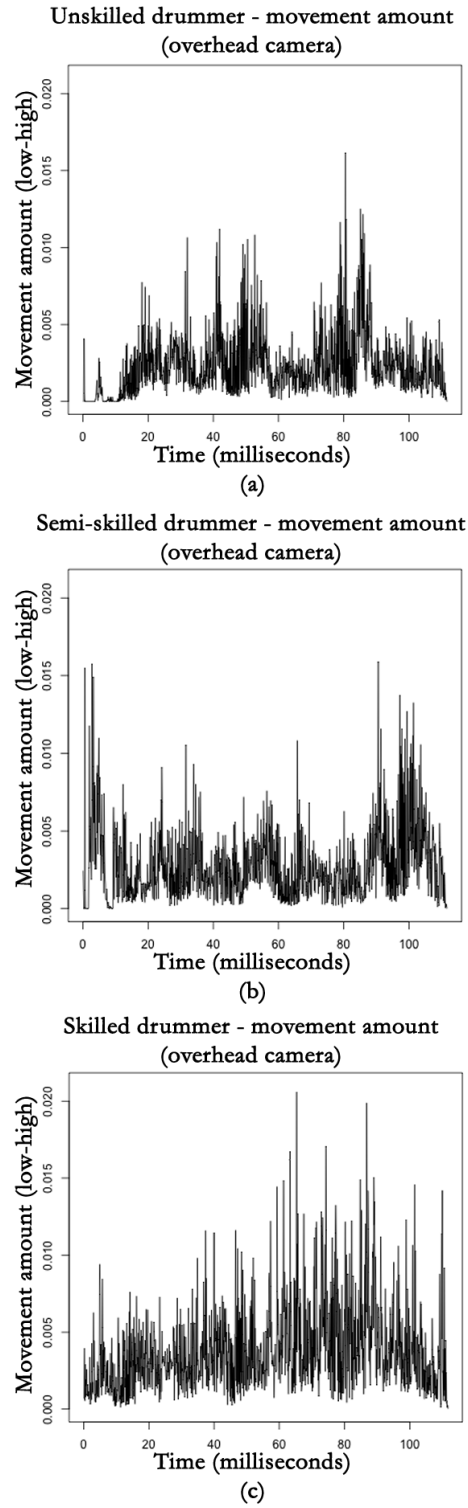 Unskilled drummer - movement amount
(overhead camera)
Movement amount (low-high)
0.020
0.015
0.010
0.005
0.000
0 20 40 60 80 100
Time (milliseconds)
(a)
Semi-skilled drummer - movement amount
(overhead camera)
Movement amount (low-high)
0.020
0.015
0.010
0.005
0.000
0 20 40 60 80 100
Time (milliseconds)
(b)
Skilled drummer - movement amount
(overhead camera)
Movement amount (low-high)
0.020
0.015
0.010
0.005
0.000
0 20 40 60 80 100
Time (milliseconds)
(c)